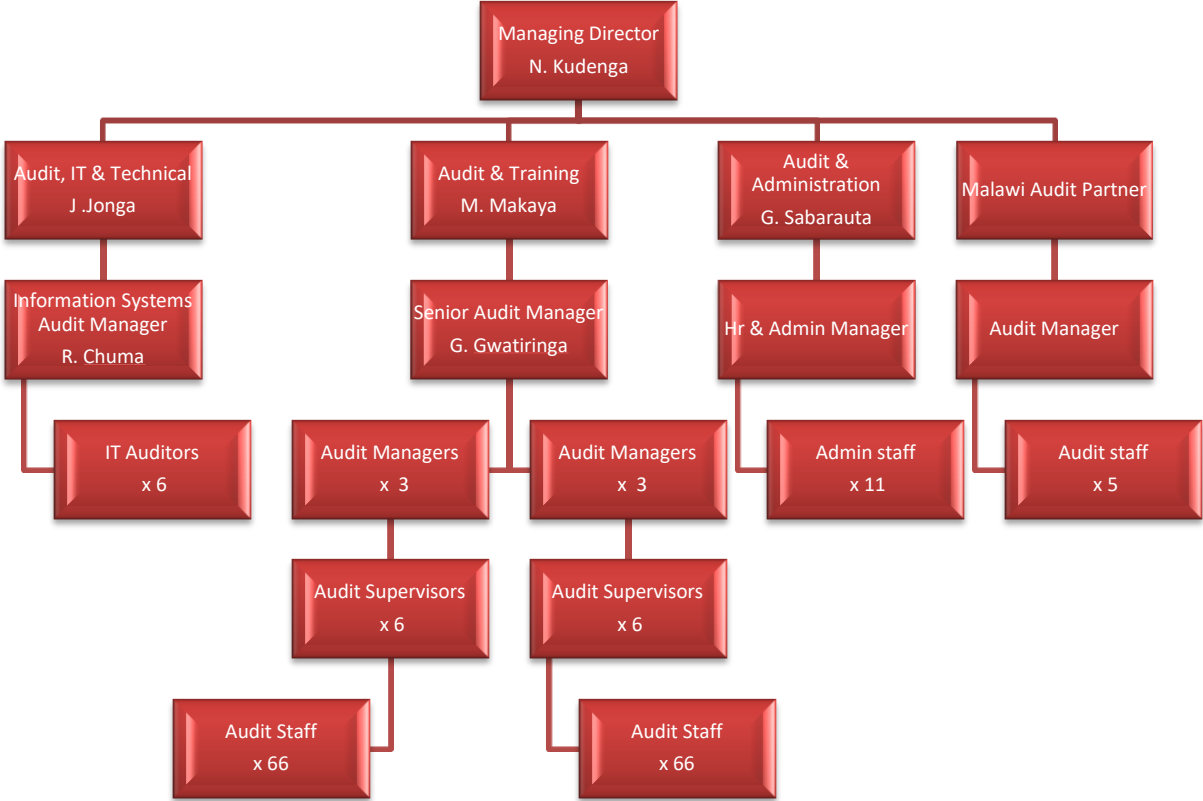 Managing Director
N. Kudenga
Audit, IT & Technical
J .Jonga
Audit & Training
M. Makaya
Audit &
Administration
G. Sabarauta
Malawi Audit Partner
Information Systems
Audit Manager
R. Chuma
Senior Audit Manager
G. Gwatiringa
Hr & Admin Manager
Audit Manager
IT Auditors
x 6
Audit Managers
x  3
Audit Managers
x  3
Admin staff
x 11
Audit staff
x 5
Audit Supervisors
x 6
Audit Supervisors
x 6
Audit Staff
x 66
Audit Staff
x 66